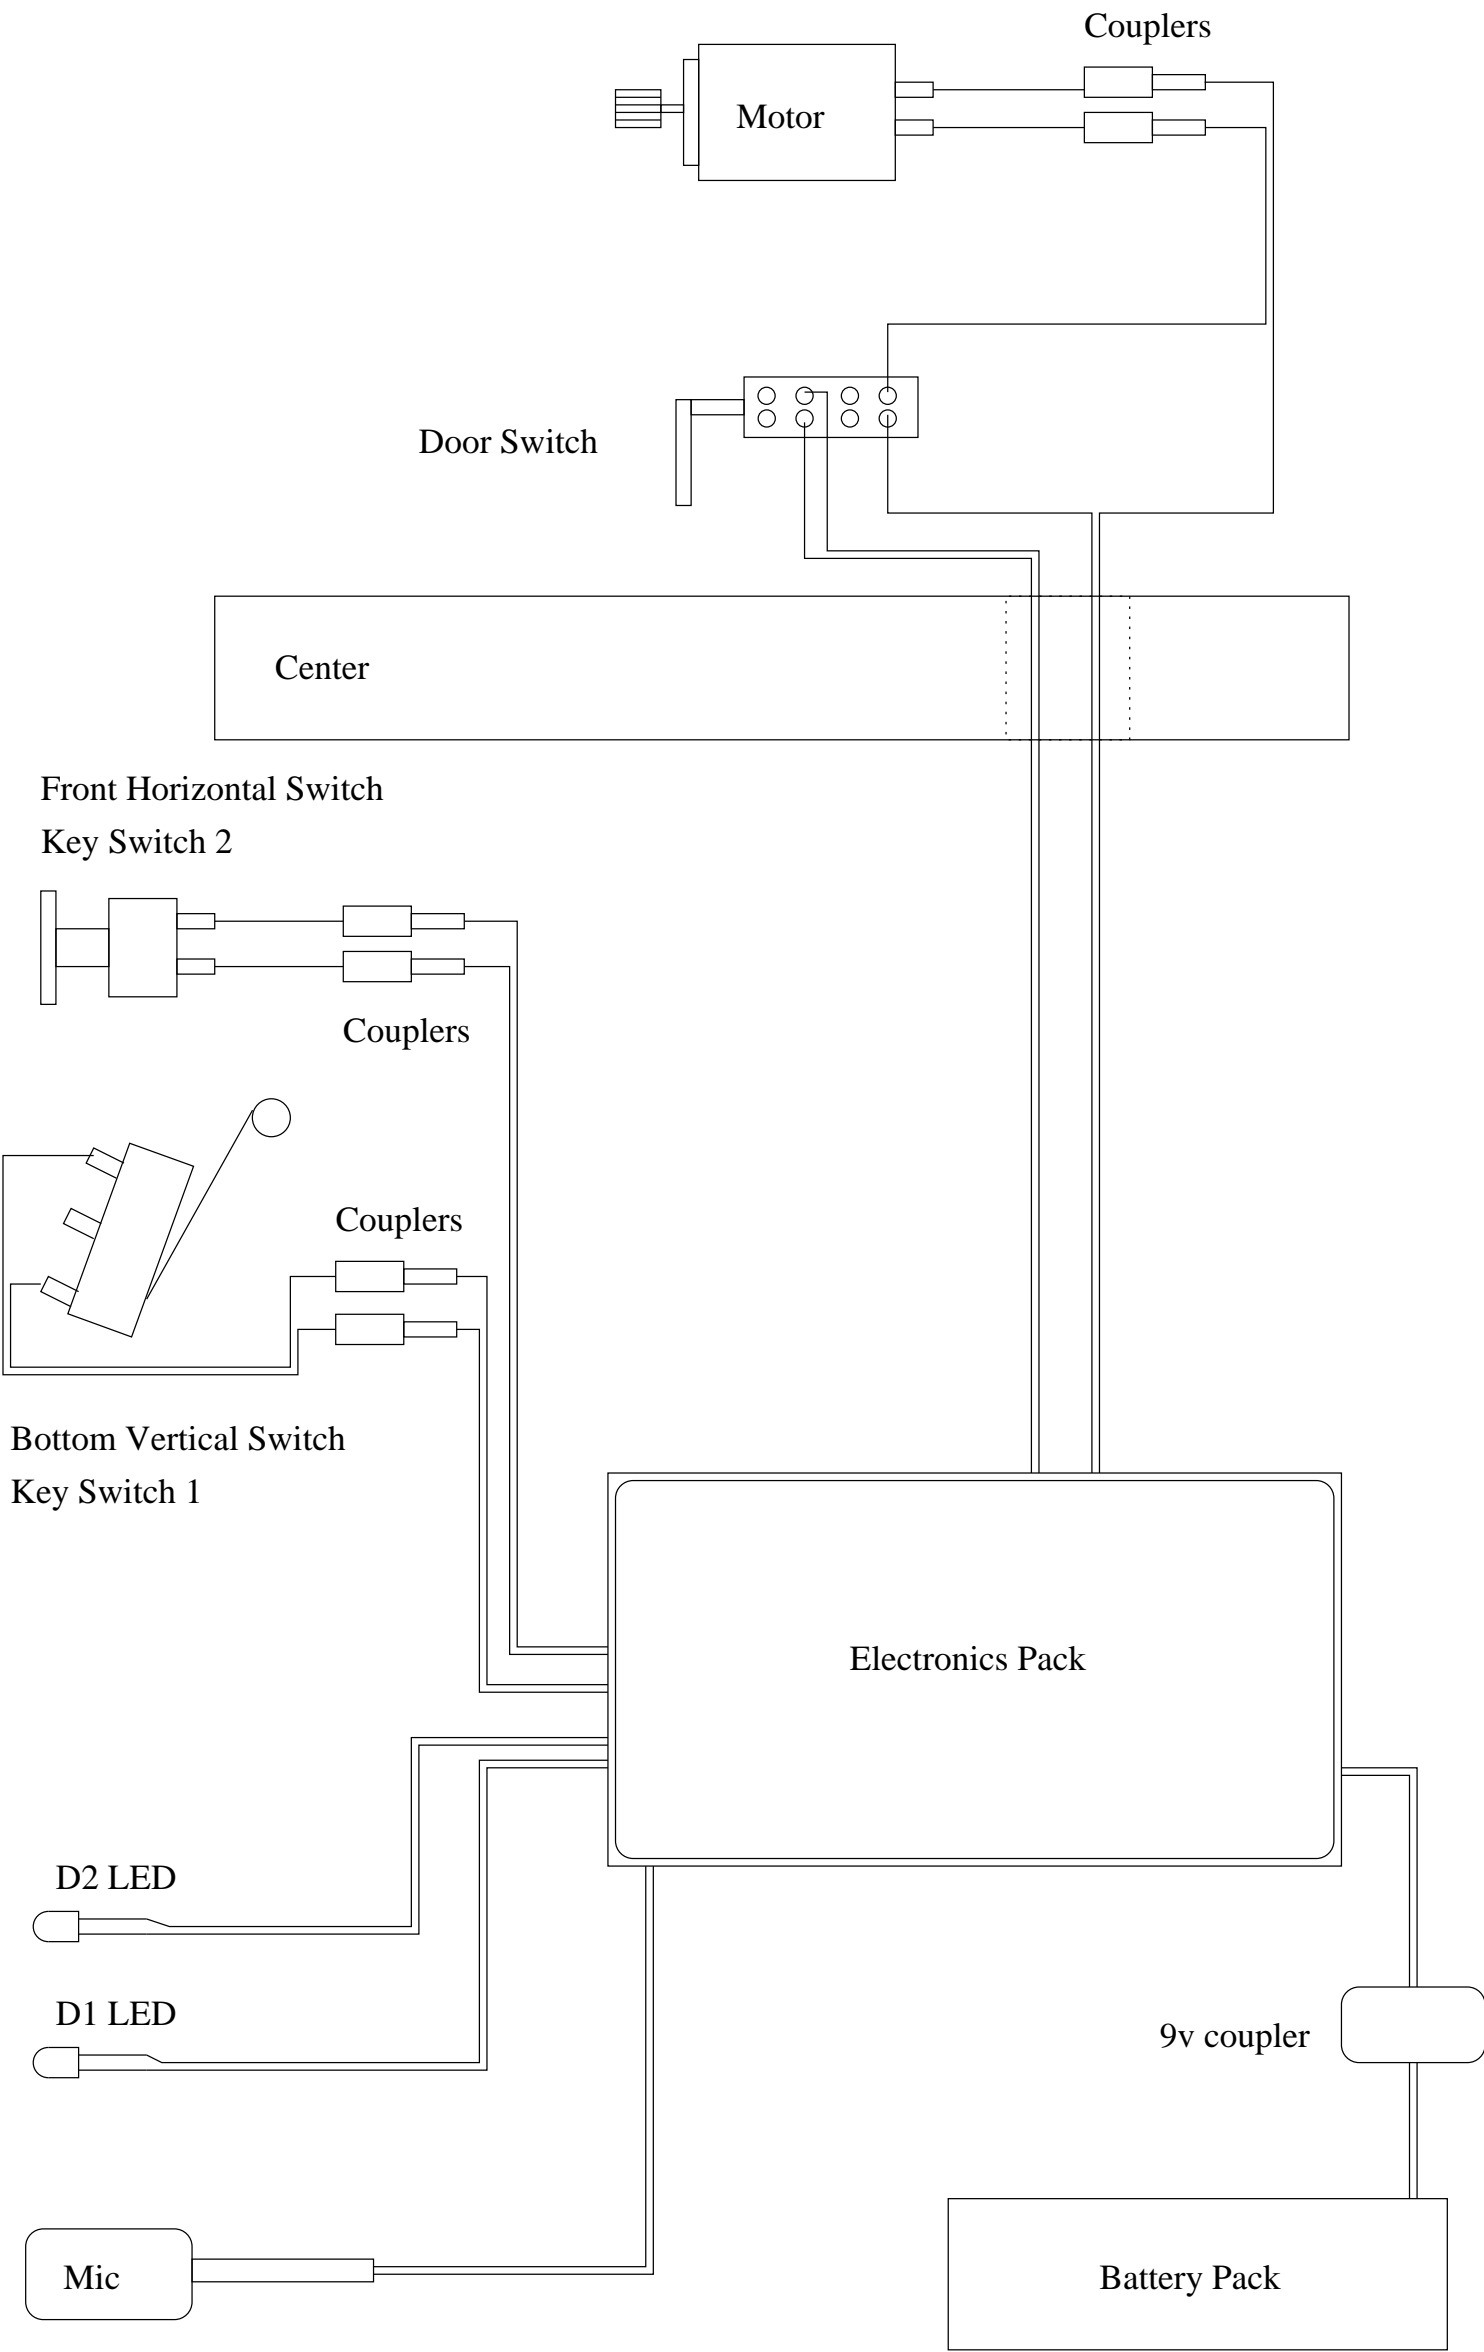 Couplers
Motor
Door Switch
Center
Front Horizontal Switch
Key Switch 2
Couplers
Couplers
Bottom Vertical Switch
Key Switch 1
Electronics Pack
D2 LED
D1 LED
9v coupler
Mic
Battery Pack